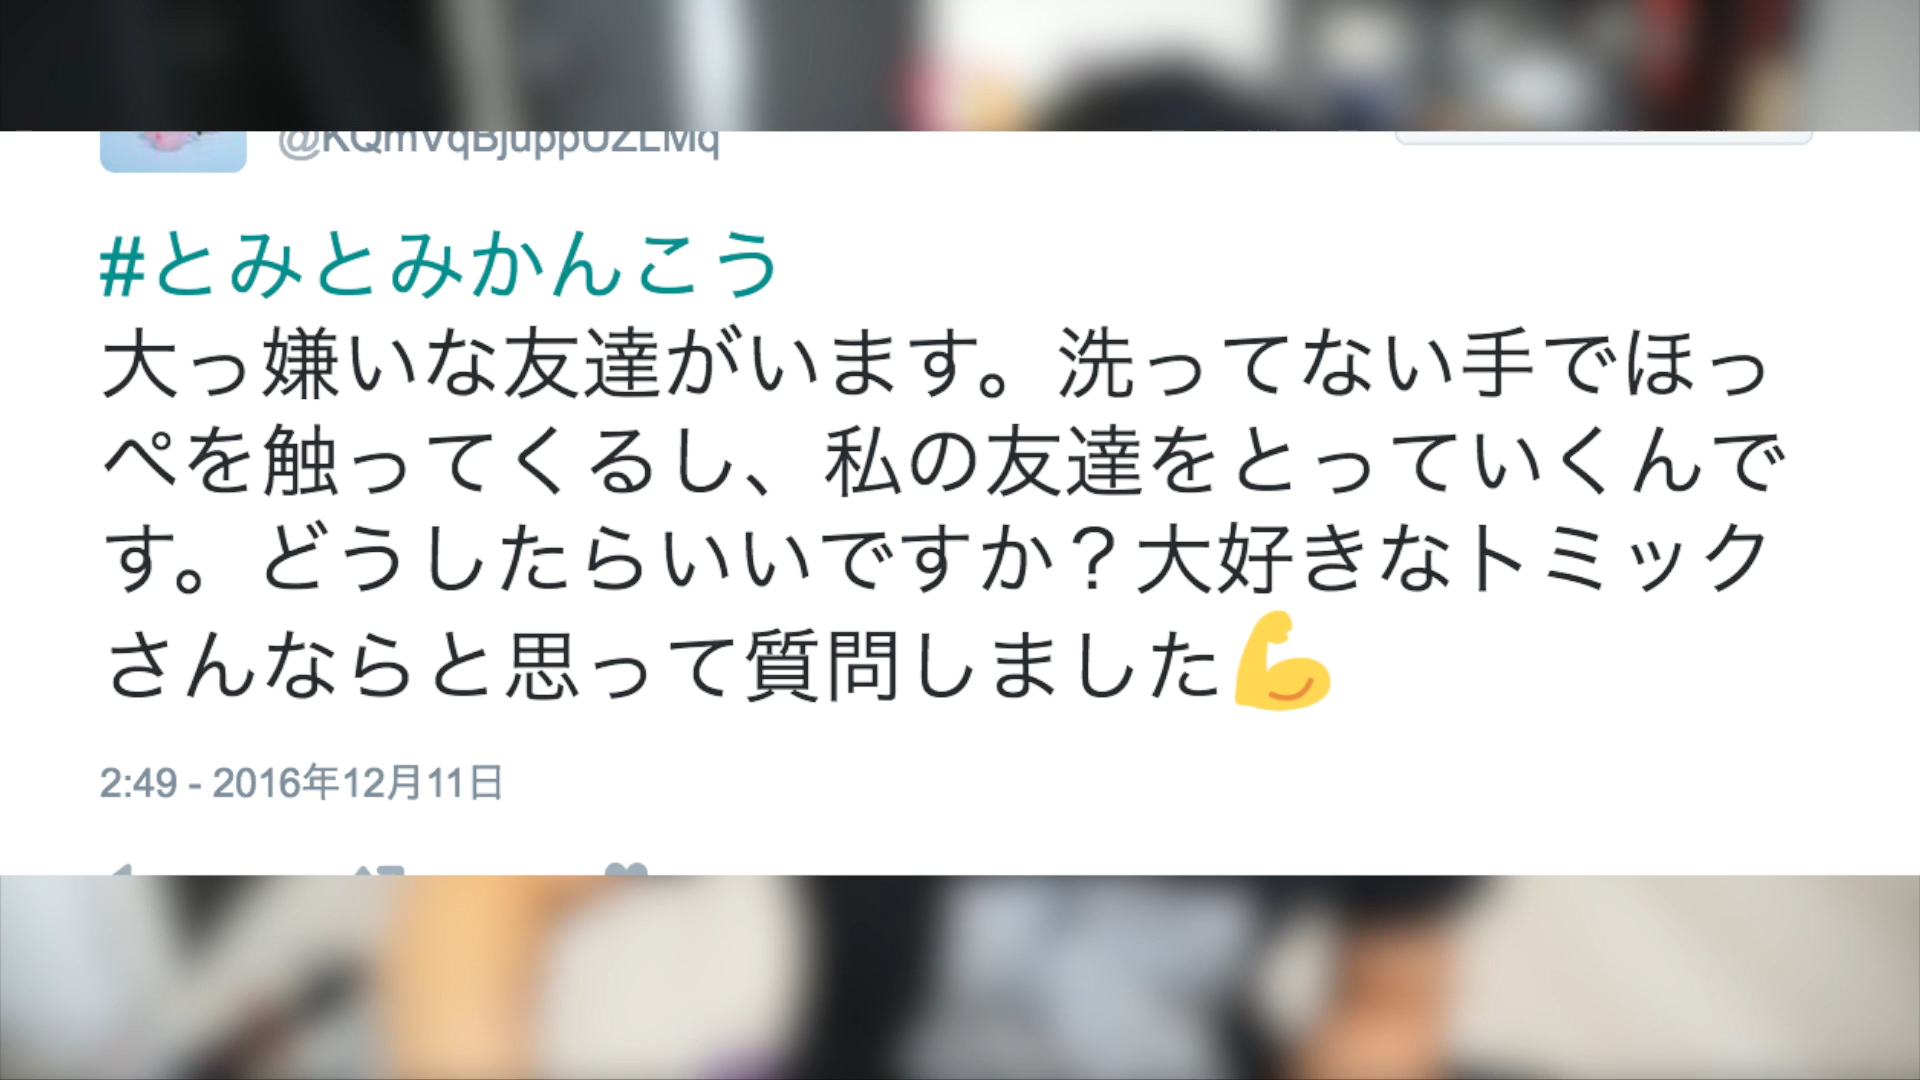 #とみとみかんこう
大っ嫌いな友達がいます。洗ってない手でほっ
ぺを触ってくるし、私の友達をとっていくんで
す。どうしたらいいですか？大好きなトミック
さんならと思って質問しました💪
2:49 - 2016年12月11日